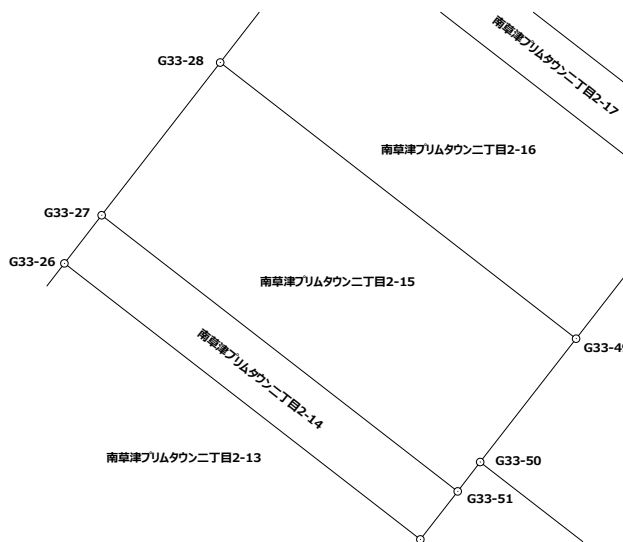 南草津プリムタウン二丁目2-17
G33-28
南草津プリムタウン二丁目2-16
G33-27
G33-26
南草津プリムタウン二丁目2-15
G33-49
南草津プリムタウン二丁目2-14
南草津プリムタウン二丁目2-13
G33-50
G33-51